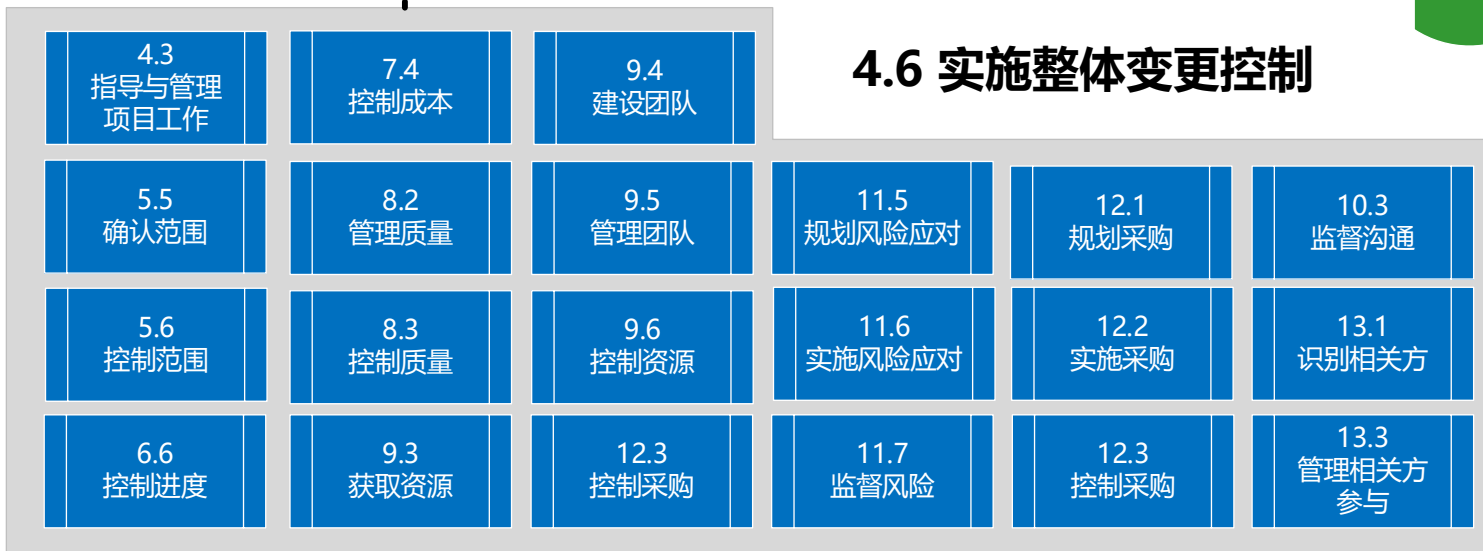 4.6 实施整体变更控制
4.3
指导与管理
项目工作
7.4
控制成本
9.4
建设团队
5.5
确认范围
8.2
管理质量
9.5
管理团队
11.5
规划风险应对
12.1
规划采购
10.3
监督沟通
5.6
控制范围
8.3
控制质量
9.6
控制资源
11.6
实施风险应对
12.2
实施采购
13.1
识别相关方
6.6
控制进度
9.3
获取资源
12.3
控制采购
11.7
监督风险
12.3
控制采购
13.3
管理相关方
参与